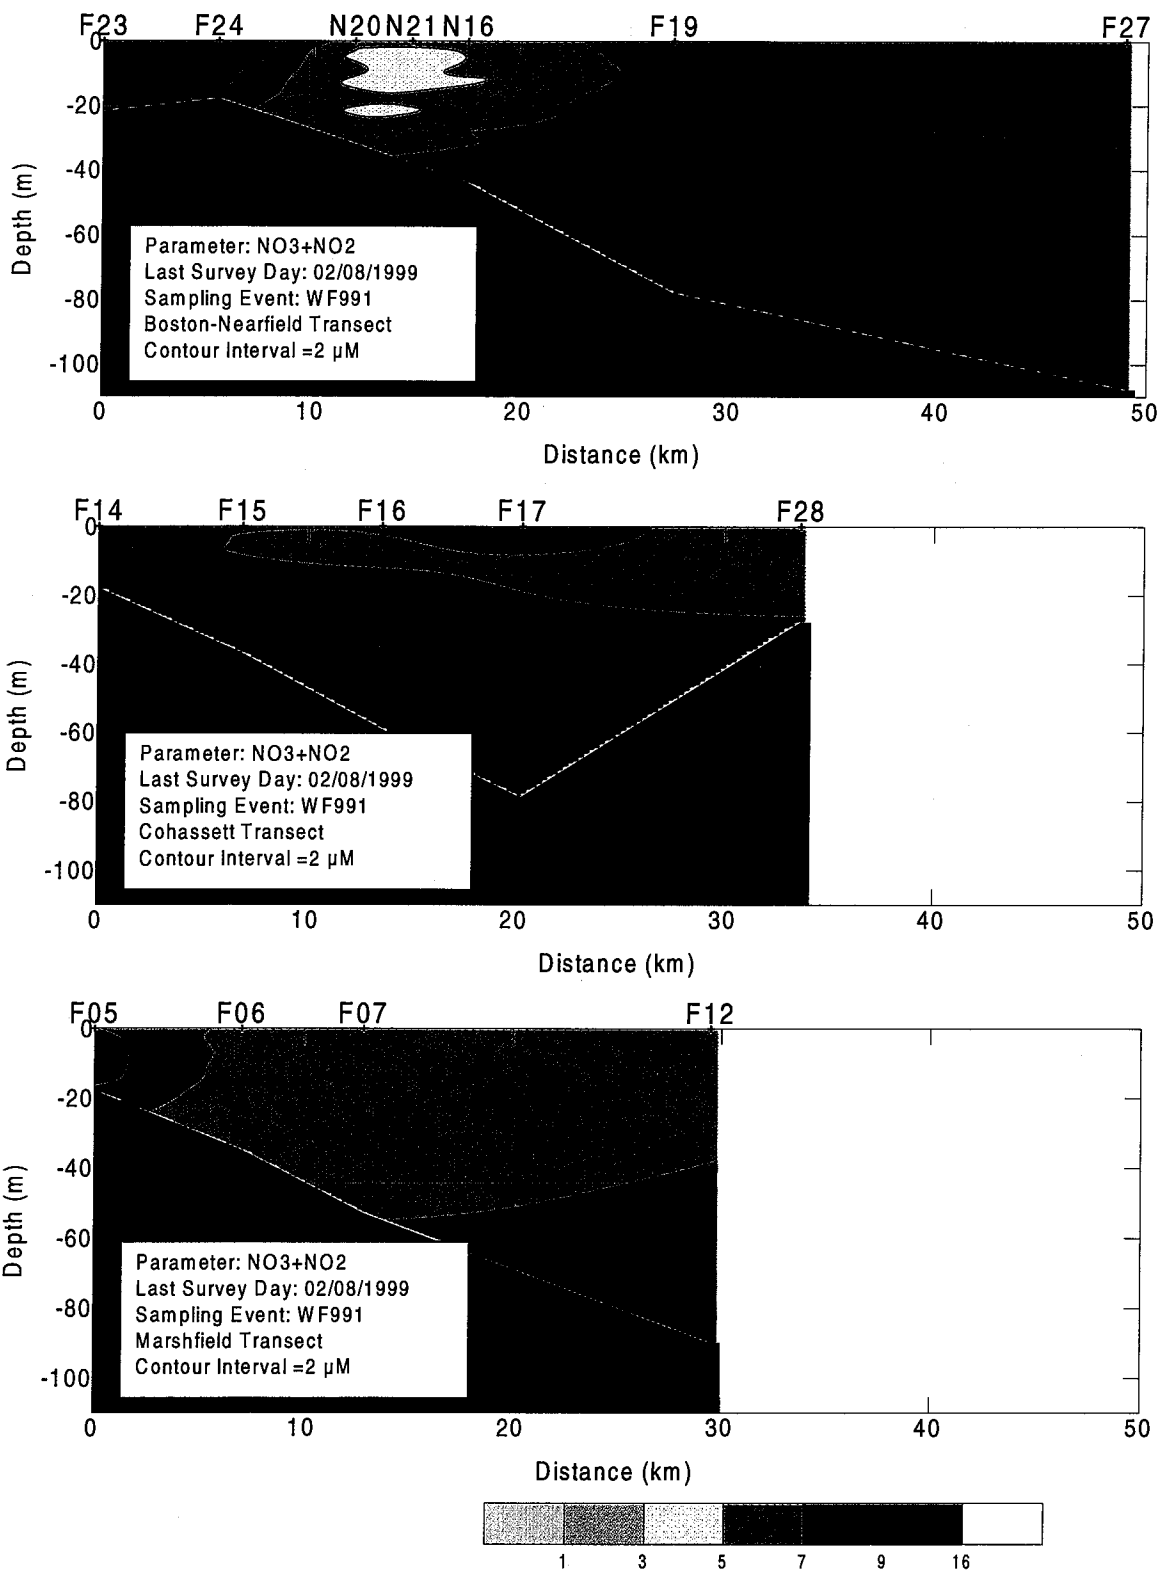 F23 F24 N20 N21 N16 F19 F27
0
-20
-40
-60
-80
-100
Depth (m)
Parameter: NO3+NO2
Last Survey Day: 02/08/1999
Sampling Event: WF991
Boston-Nearfield Transect
Contour Interval =2 µM
0 10 20 30 40 50
Distance (km)
F14 F15 F16 F17 F28
0
-20
-40
-60
-80
-100
Depth (m)
Parameter: NO3+NO2
Last Survey Day: 02/08/1999
Sampling Event: WF991
Cohassett Transect
Contour Interval =2 µM
0 10 20 30 40 50
Distance (km)
F05 F06 F07 F12
0
-20
-40
-60
-80
-100
Depth (m)
Parameter: NO3+NO2
Last Survey Day: 02/08/1999
Sampling Event: WF991
Marshfield Transect
Contour Interval =2 µM
0 10 20 30 40 50
Distance (km)
1 3 5 7 9 16